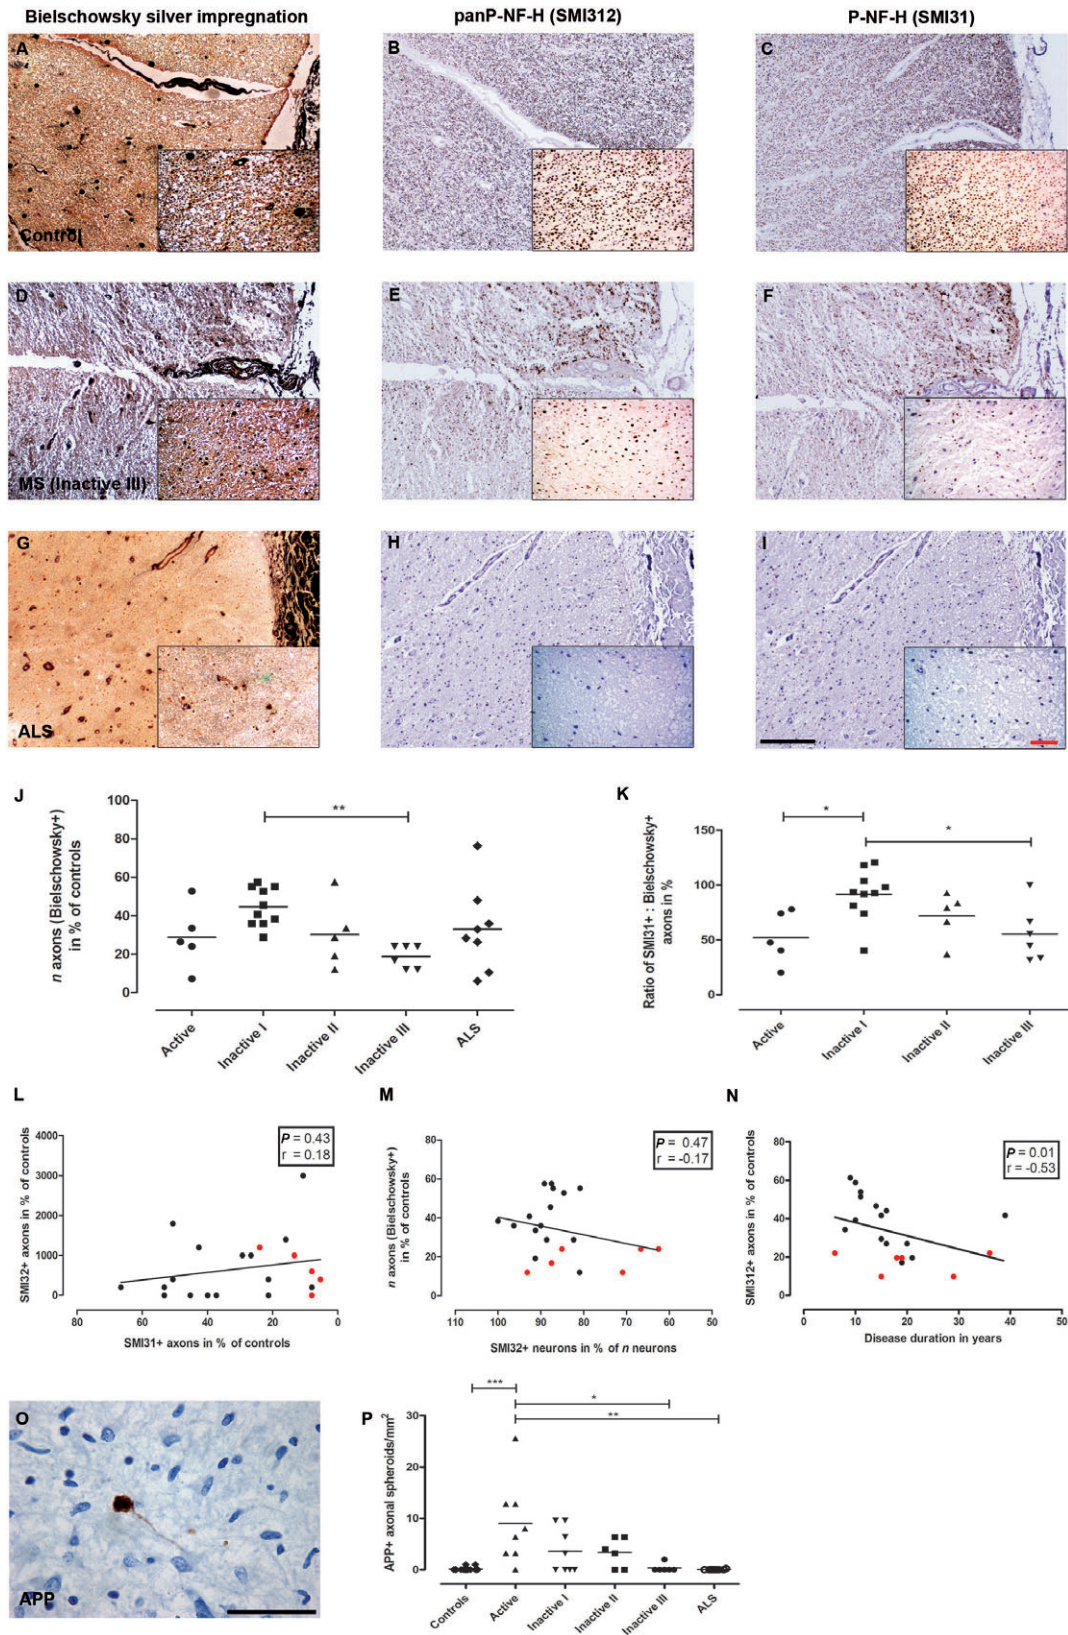 Bielschowsky silver impregnation
panP-NF-H (SMI312)
P-NF-H (SMI31)
A
B
C
Control
D
E
F
MS (Inactive III)
G
H
I
ALS
J
n axons (Bielschowsky+)
in % of controls
100
80
60
40
20
0
**
Active
Inactive I
Inactive II
Inactive III
ALS
K
Ratio of SMI31+ : Bielschowsky+
axons in %
150
100
50
0
*
*
Active
Inactive I
Inactive II
Inactive III
L
SMI32+ axons in % of controls
4000
3000
2000
1000
0
P = 0.43
r = 0.18
80
60
40
20
0
SMI31+ axons in % of controls
M
n axons (Bielschowsky+)
in % of controls
80
60
40
20
0
P = 0.47
r = -0.17
110
100
90
80
70
60
50
SMI32+ neurons in % of n neurons
N
SMI312+ axons in % of controls
80
60
40
20
0
P = 0.01
r = -0.53
0
10
20
30
40
50
Disease duration in years
O
APP
P
APP+ axonal spheroids/mm²
30
20
10
0
***
*
**
Controls
Active
Inactive I
Inactive II
Inactive III
ALS